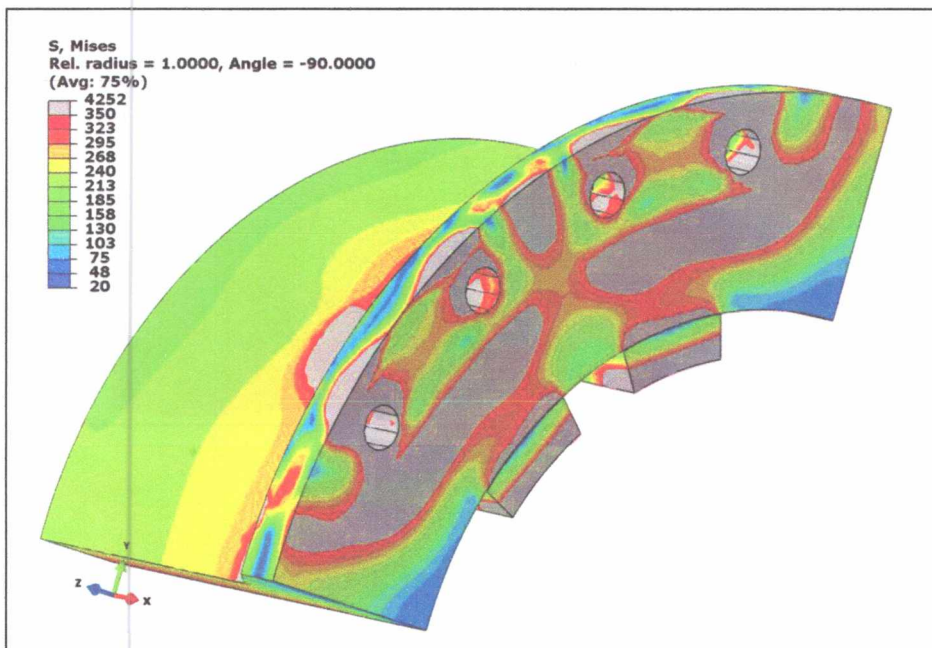 S, Mises
Rel. radius = 1.0000, Angle = -90.0000
(Avg: 75%)
4252
350
323
295
268
240
213
185
158
130
103
75
48
20
Y
Z
X